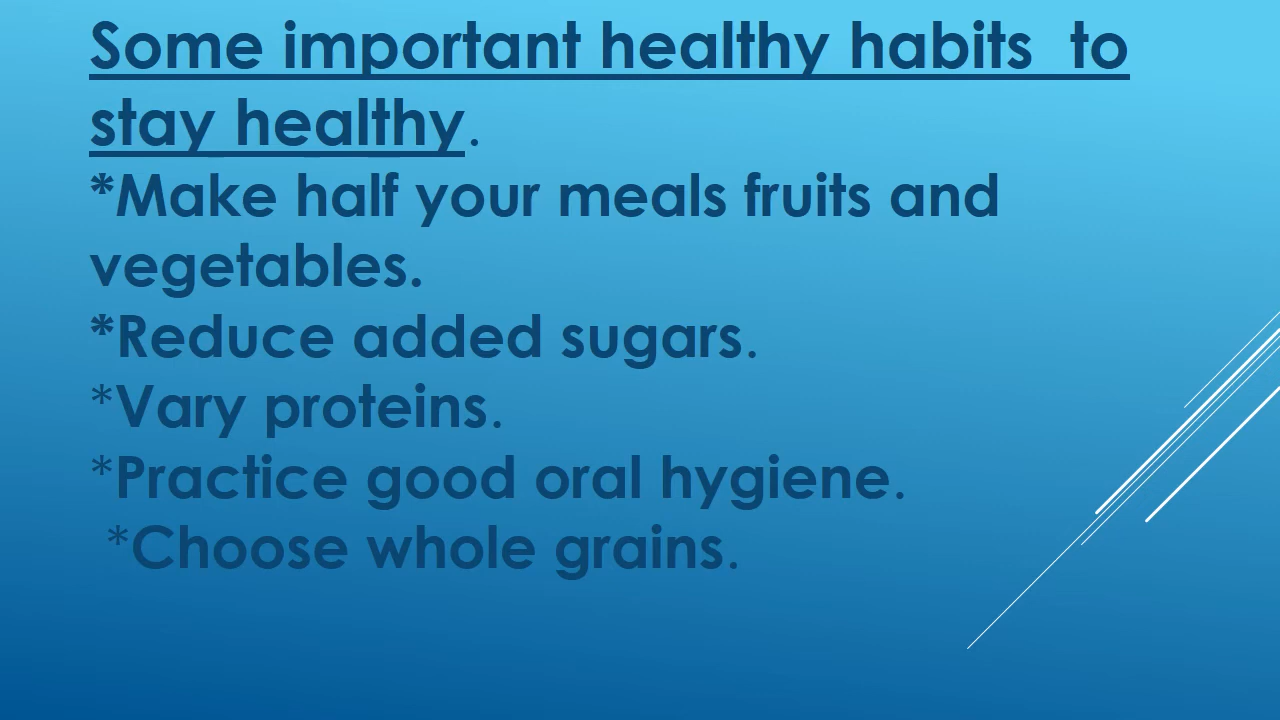 Some important healthy habits  to
stay healthy.
*Make half your meals fruits and
vegetables.
*Reduce added sugars.
*Vary proteins.
*Practice good oral hygiene.
*Choose whole grains.